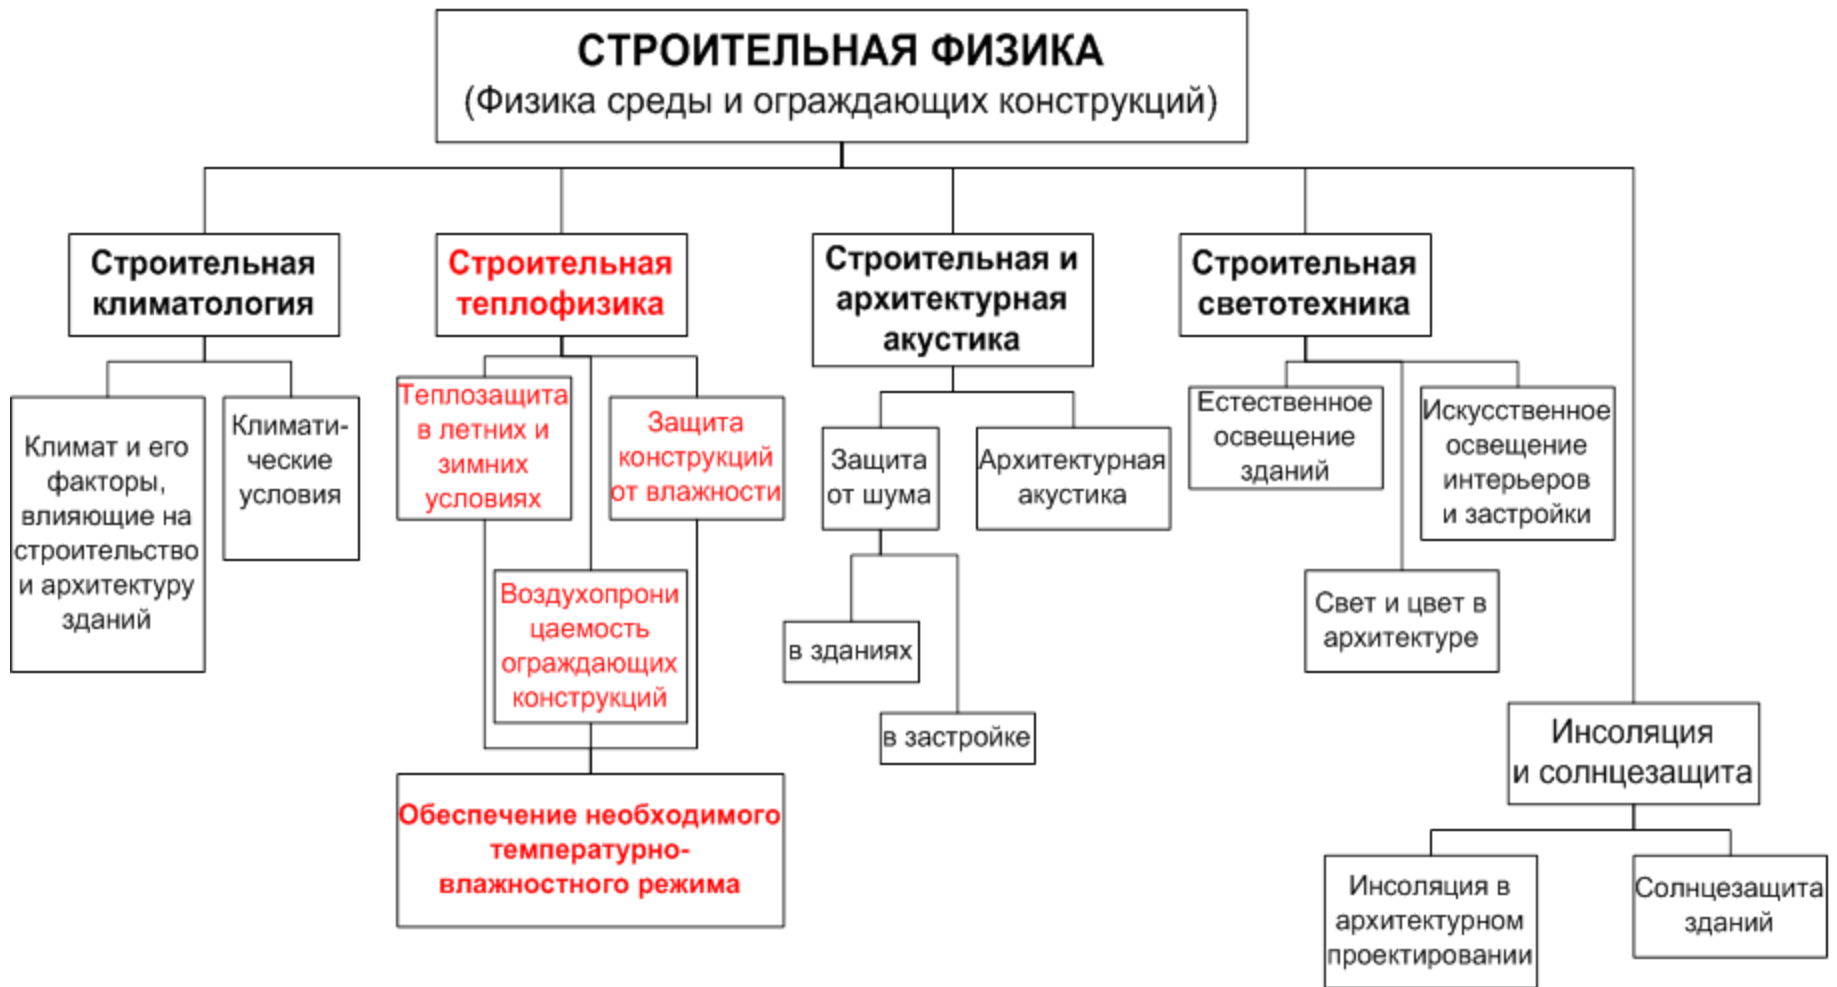 СТРОИТЕЛЬНАЯ ФИЗИКА
(Физика среды и ограждающих конструкций)
Строительная
климатология
Строительная
теплофизика
Строительная и
архитектурная
акустика
Строительная
светотехника
Климат и его
факторы,
влияющие на
строительство
и архитектуру
зданий
Климати-
ческие
условия
Теплозащита
в летних и
зимних
условиях
Защита
конструкций
от влажности
Воздухопрони
цаемость
ограждающих
конструкций
Обеспечение необходимого
температурно-
влажностного режима
Защита
от шума
Архитектурная
акустика
в зданиях
в застройке
Естественное
освещение
зданий
Искусственное
освещение
интерьеров
и застройки
Свет и цвет в
архитектуре
Инсоляция
и солнцезащита
Инсоляция в
архитектурном
проектировании
Солнцезащита
зданий